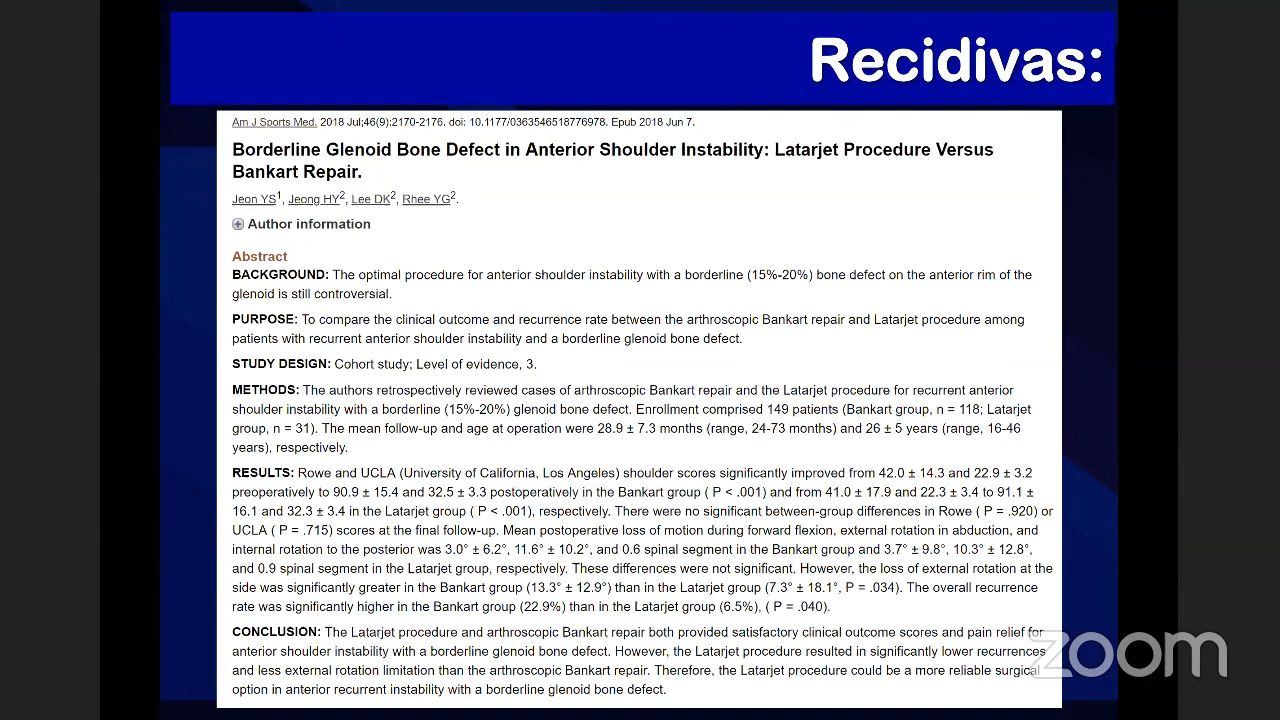 Recidivas:
Am J Sports Med. 2018 Jul;46(9):2170-2176. doi: 10.1177/0363546518776978. Epub 2018 Jun 7.
Borderline Glenoid Bone Defect in Anterior Shoulder Instability: Latarjet Procedure Versus
Bankart Repair.
Jeon YS1, Jeong HY2, Lee DK2, Rhee YG2.
Author information
Abstract
BACKGROUND: The optimal procedure for anterior shoulder instability with a borderline (15%-20%) bone defect on the anterior rim of the
glenoid is still controversial.
PURPOSE: To compare the clinical outcome and recurrence rate between the arthroscopic Bankart repair and Latarjet procedure among
patients with recurrent anterior shoulder instability and a borderline glenoid bone defect.
STUDY DESIGN: Cohort study; Level of evidence, 3.
METHODS: The authors retrospectively reviewed cases of arthroscopic Bankart repair and the Latarjet procedure for recurrent anterior
shoulder instability with a borderline (15%-20%) glenoid bone defect. Enrollment comprised 149 patients (Bankart group, n = 118; Latarjet
group, n = 31). The mean follow-up and age at operation were 28.9 ± 7.3 months (range, 24-73 months) and 26 ± 5 years (range, 16-46
years), respectively.
RESULTS: Rowe and UCLA (University of California, Los Angeles) shoulder scores significantly improved from 42.0 ± 14.3 and 22.9 ± 3.2
preoperatively to 90.9 ± 15.4 and 32.5 ± 3.3 postoperatively in the Bankart group ( P < .001) and from 41.0 ± 17.9 and 22.3 ± 3.4 to 91.1 ±
16.1 and 32.3 ± 3.4 in the Latarjet group ( P < .001), respectively. There were no significant between-group differences in Rowe ( P = .920) or
UCLA ( P = .715) scores at the final follow-up. Mean postoperative loss of motion during forward flexion, external rotation in abduction, and
internal rotation to the posterior was 3.0° ± 6.2°, 11.6° ± 10.2°, and 0.6 spinal segment in the Bankart group and 3.7° ± 9.8°, 10.3° ± 12.8°,
and 0.9 spinal segment in the Latarjet group, respectively. These differences were not significant. However, the loss of external rotation at the
side was significantly greater in the Bankart group (13.3° ± 12.9°) than in the Latarjet group (7.3° ± 18.1°, P = .034). The overall recurrence
rate was significantly higher in the Bankart group (22.9%) than in the Latarjet group (6.5%), ( P = .040).
CONCLUSION: The Latarjet procedure and arthroscopic Bankart repair both provided satisfactory clinical outcome scores and pain relief for
anterior shoulder instability with a borderline glenoid bone defect. However, the Latarjet procedure resulted in significantly lower recurrences
and less external rotation limitation than the arthroscopic Bankart repair. Therefore, the Latarjet procedure could be a more reliable surgical
option in anterior recurrent instability with a borderline glenoid bone defect.
zoom